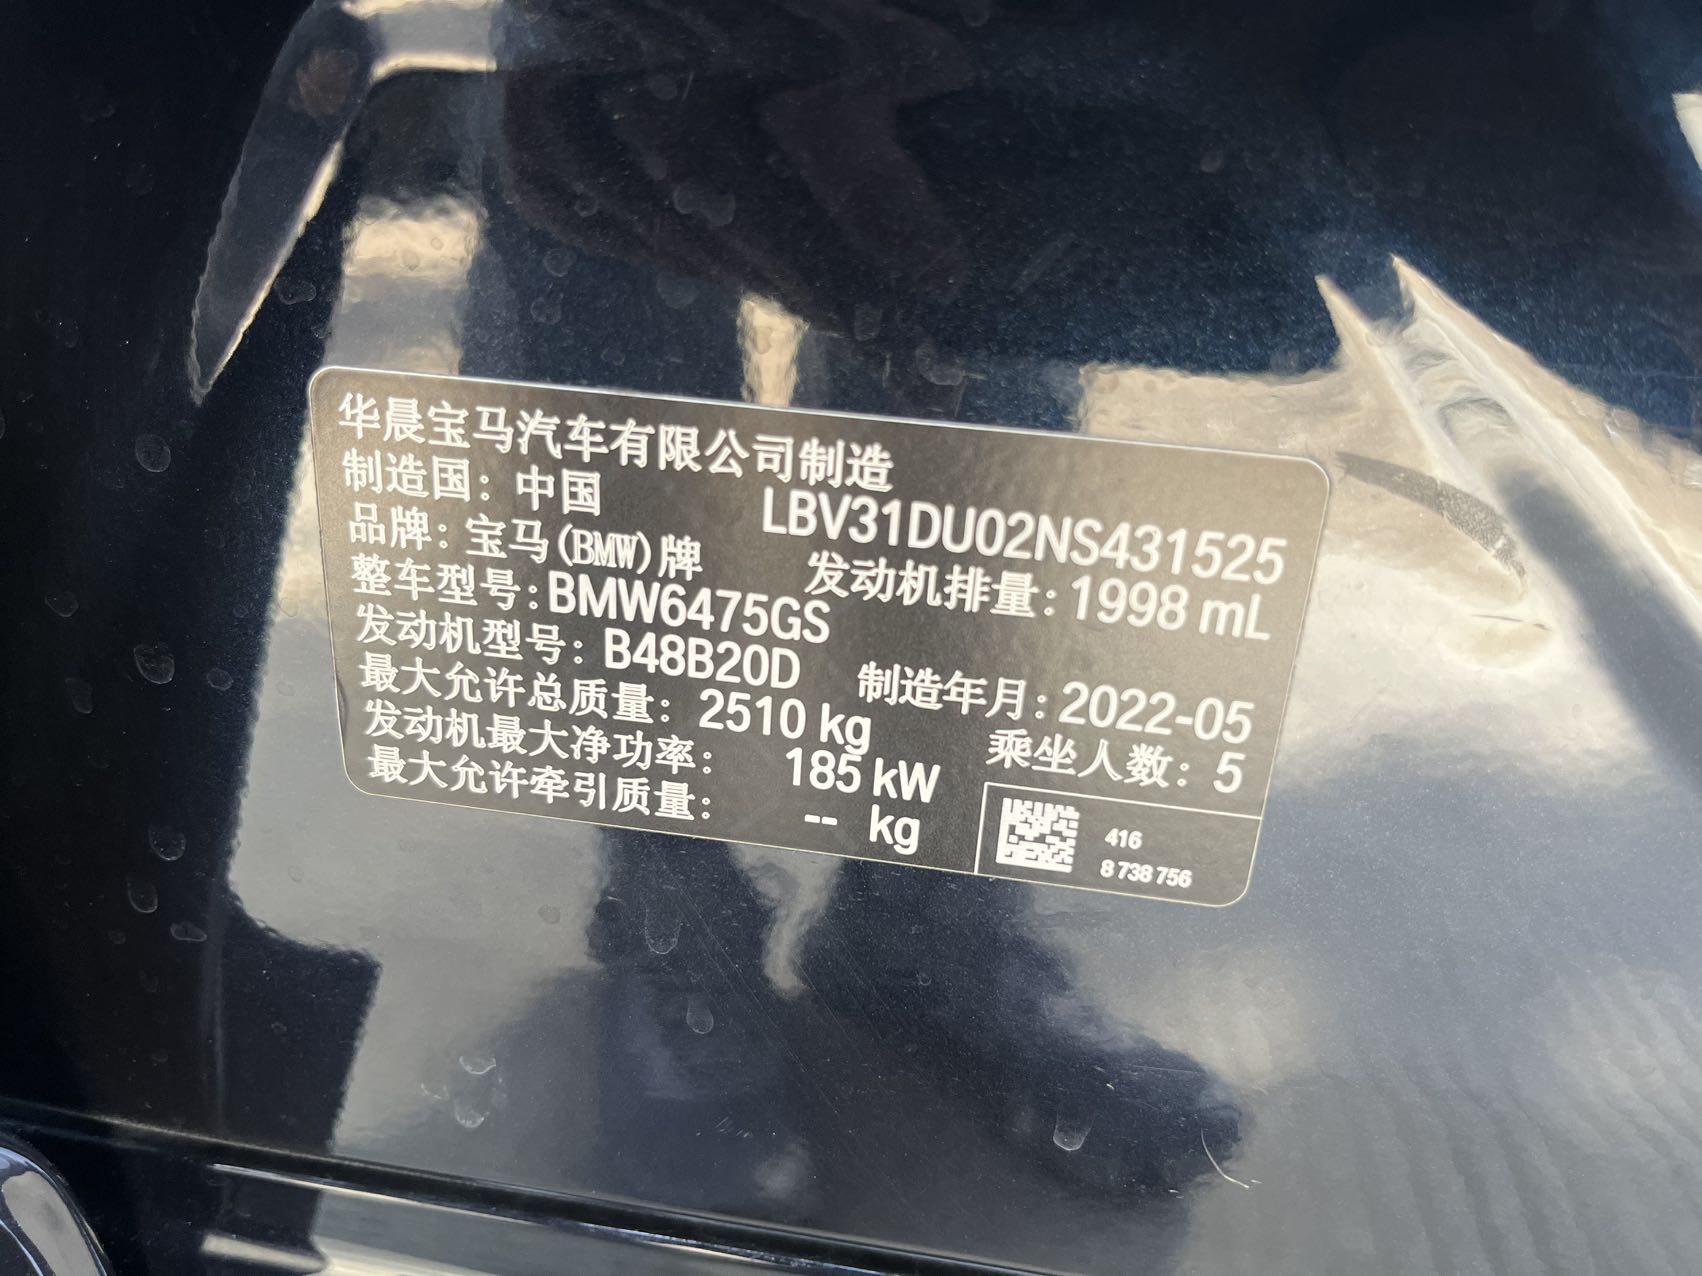 华晨宝马汽车有限公司制造
制造国：中国 LBV31DU02NS431525
品牌：宝马(BMW)牌 发动机排量：1998 mL
整车型号：BMW6475GS
发动机型号：B48B20D 制造年月：2022-05
最大允许总质量：2510 kg 乘坐人数：5
发动机最大净功率：185 kW
最大允许牵引质量：-- kg
416
8 738 756